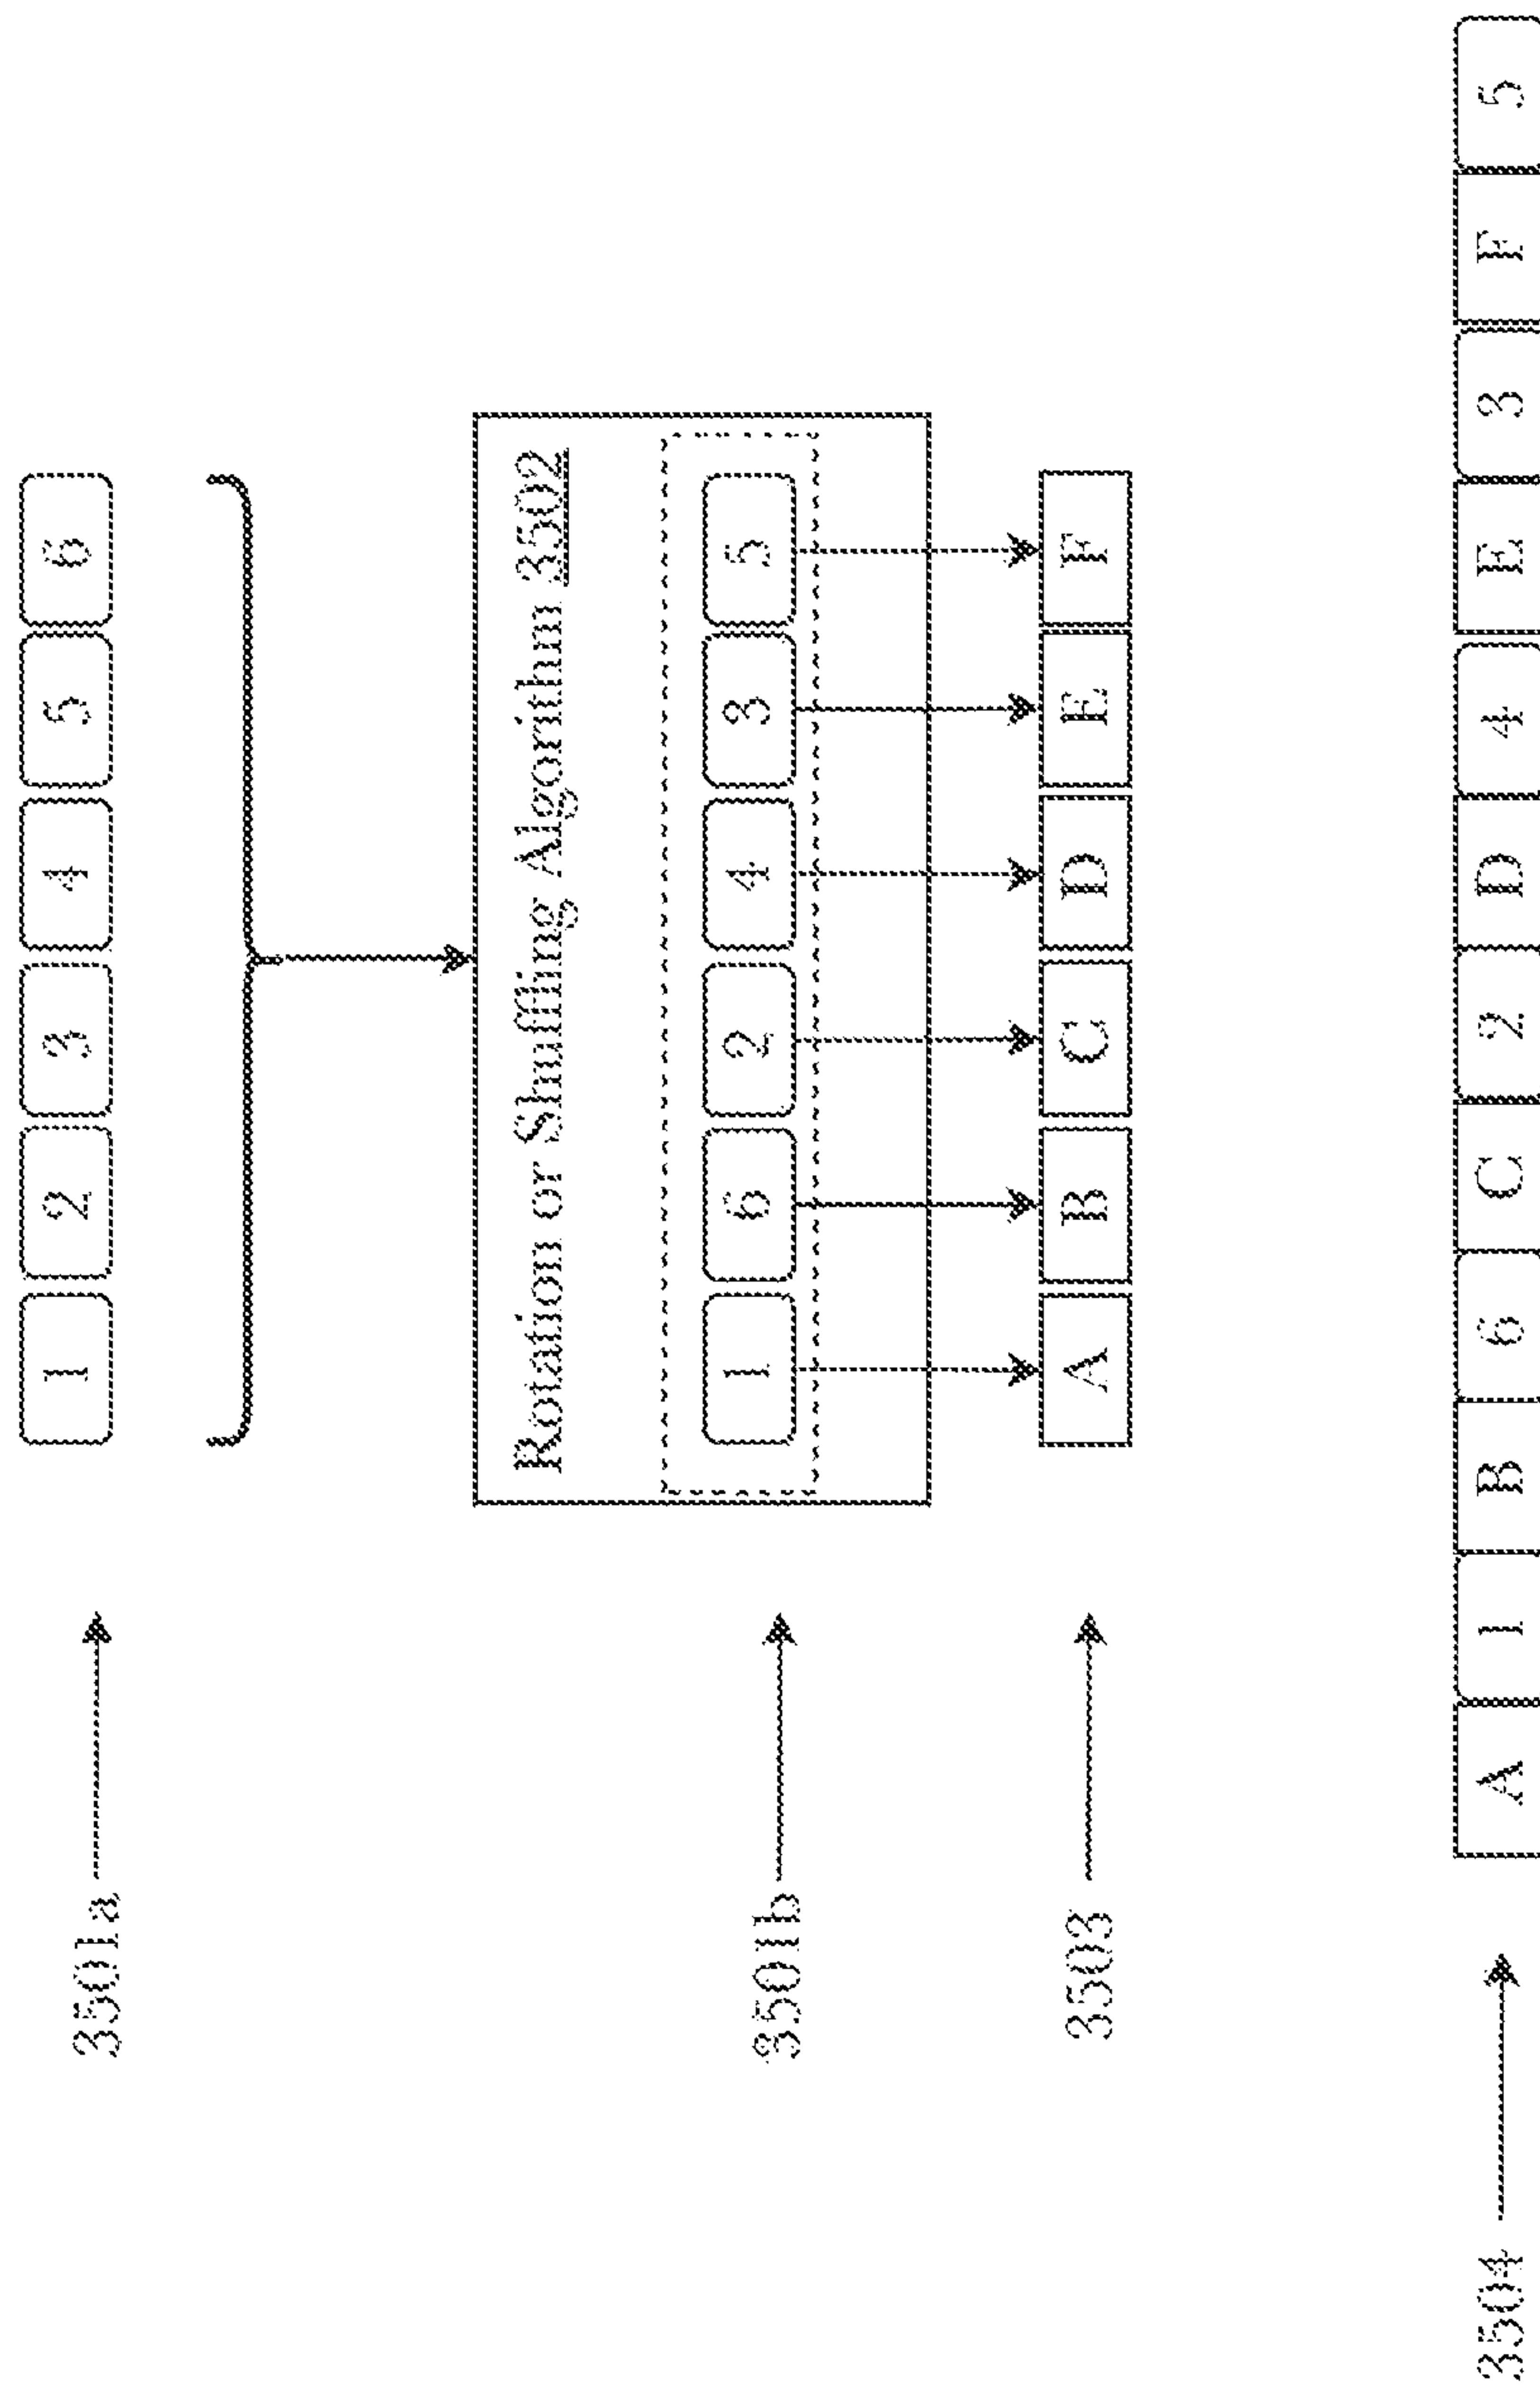 3501a 1 2 3 4 5 6
Rotation or Shuffling Algorithm 3502
3501b 1 6 2 4 3 5
3503 A B C D E F
3504 A 1 B 6 C 2 D 4 E 3 F 5